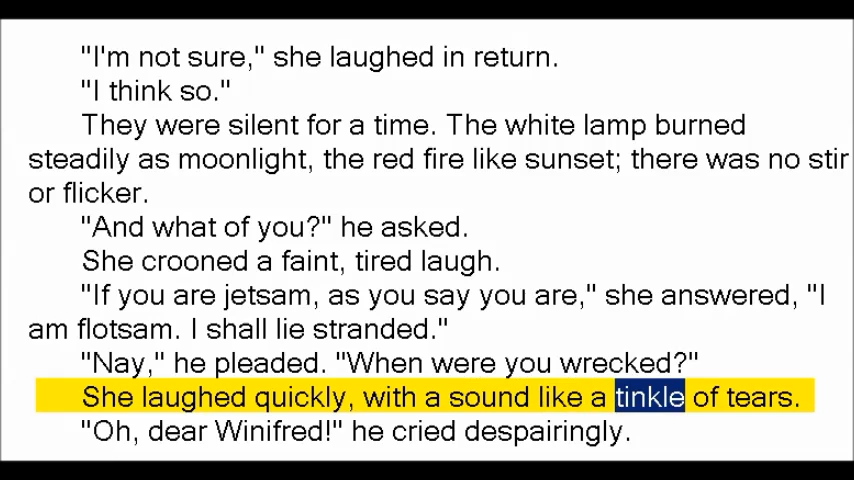 "I'm not sure," she laughed in return.
"I think so."
They were silent for a time. The white lamp burned
steadily as moonlight, the red fire like sunset; there was no stir
or flicker.
"And what of you?" he asked.
She crooned a faint, tired laugh.
"If you are jetsam, as you say you are," she answered, "I
am flotsam. I shall lie stranded."
"Nay," he pleaded. "When were you wrecked?"
She laughed quickly, with a sound like a tinkle of tears.
"Oh, dear Winifred!" he cried despairingly.